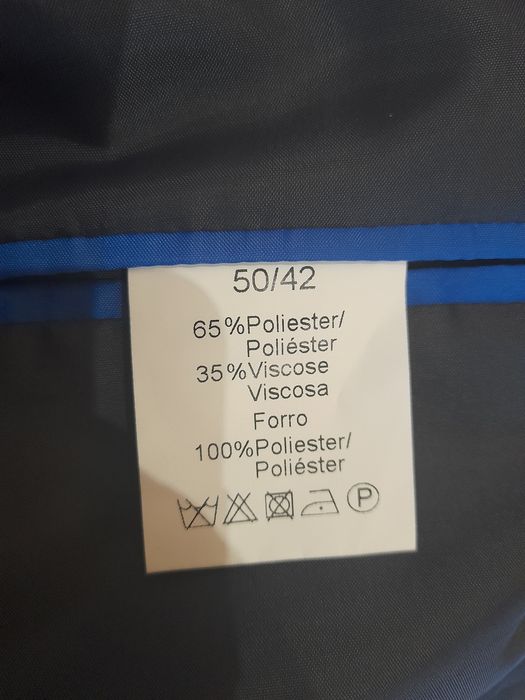 50/42
65%Poliester/
Poliéster
35%Viscose
Viscosa
Forro
100%Poliester/
Poliéster
P